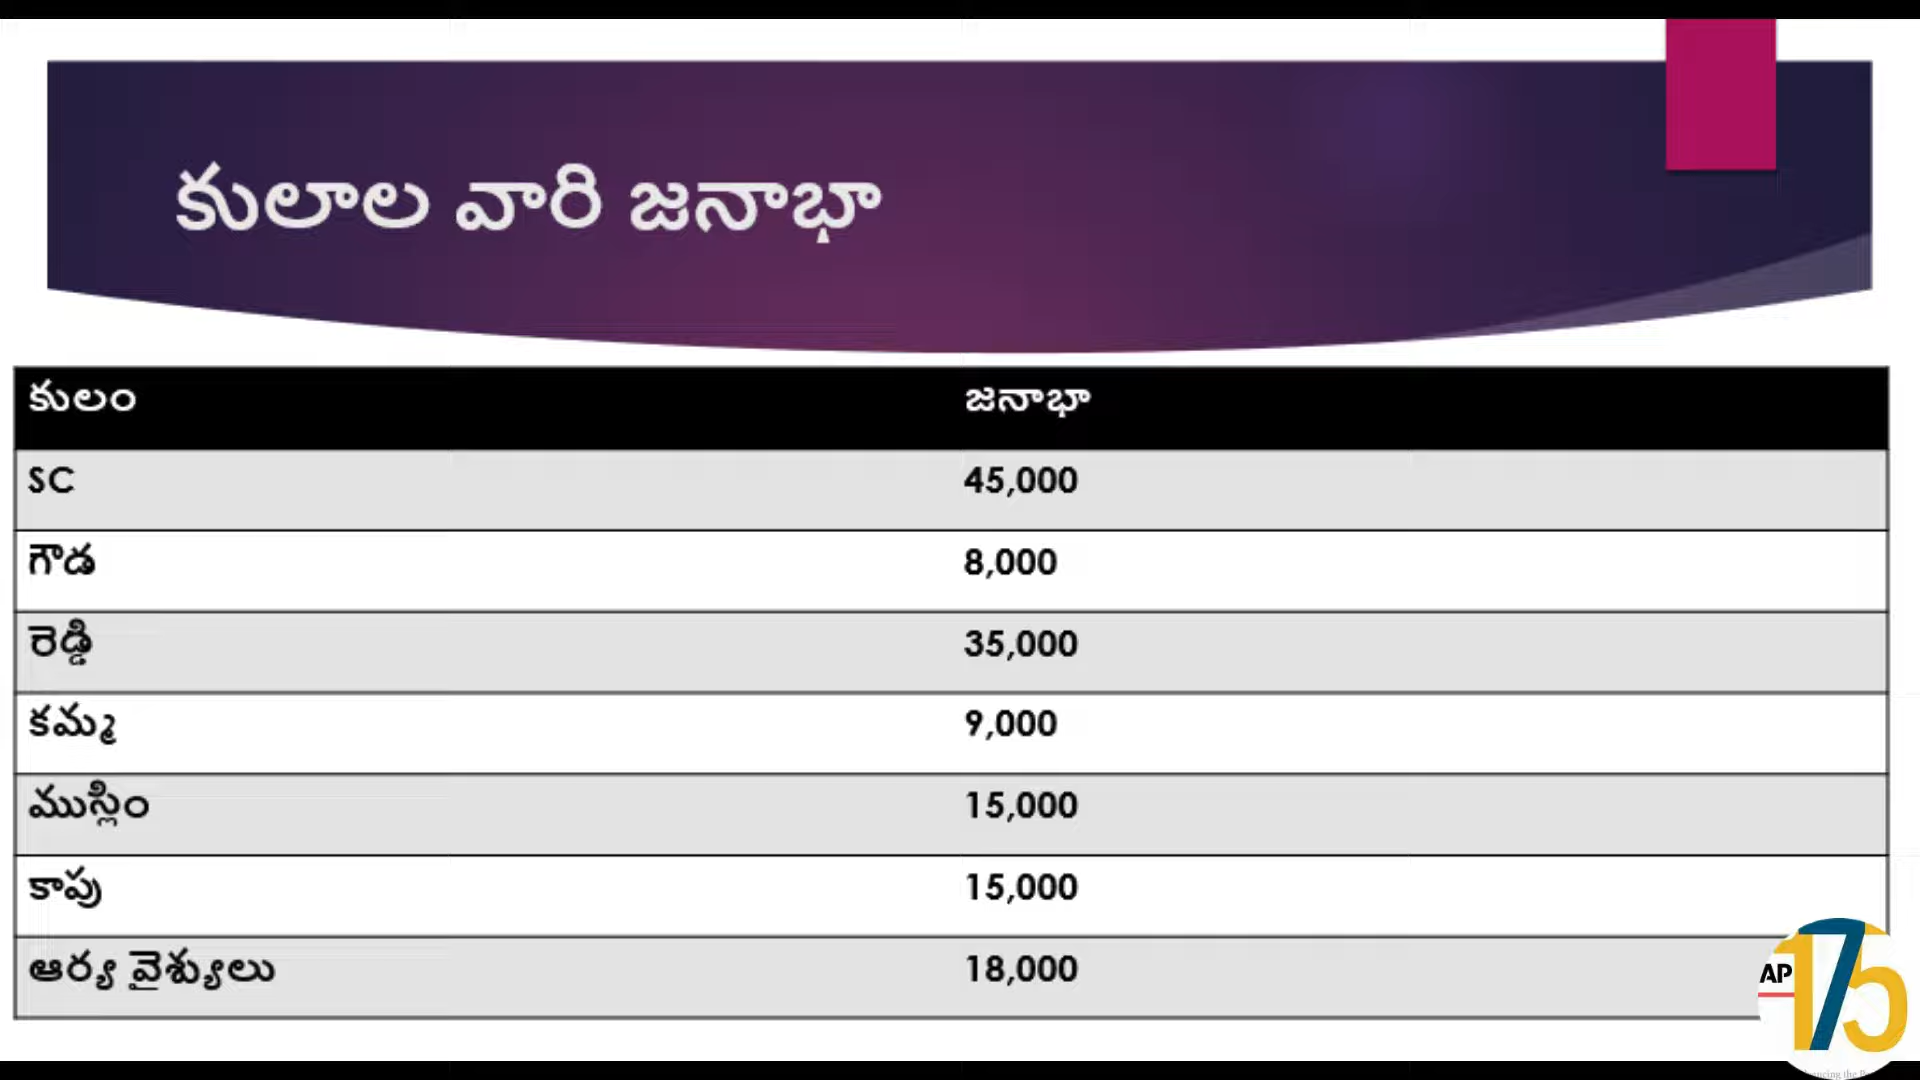 కులాల వారి జనాభా
కులం జనాభా
SC 45,000
గౌడ 8,000
రెడ్డి 35,000
కమ్మ 9,000
ముస్లిం 15,000
కాపు 15,000
ఆర్య వైశ్యులు 18,000
AP 175